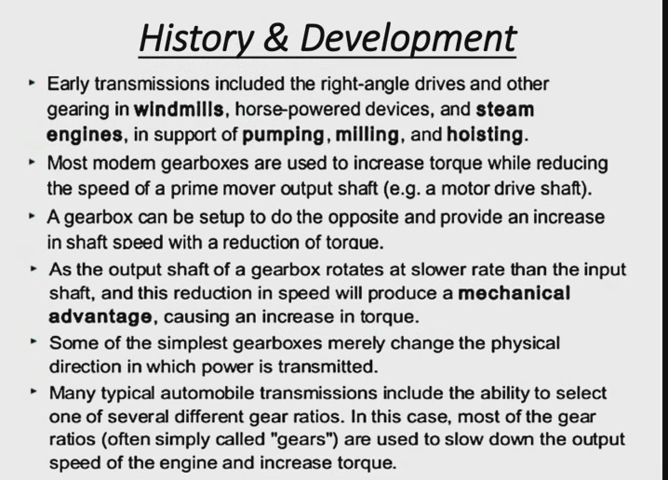 History & Development
‣ Early transmissions included the right-angle drives and other
gearing in windmills, horse-powered devices, and steam
engines, in support of pumping, milling, and hoisting.
‣ Most modern gearboxes are used to increase torque while reducing
the speed of a prime mover output shaft (e.g. a motor drive shaft).
‣ A gearbox can be setup to do the opposite and provide an increase
in shaft speed with a reduction of torque.
‣ As the output shaft of a gearbox rotates at slower rate than the input
shaft, and this reduction in speed will produce a mechanical
advantage, causing an increase in torque.
‣ Some of the simplest gearboxes merely change the physical
direction in which power is transmitted.
‣ Many typical automobile transmissions include the ability to select
one of several different gear ratios. In this case, most of the gear
ratios (often simply called "gears") are used to slow down the output
speed of the engine and increase torque.